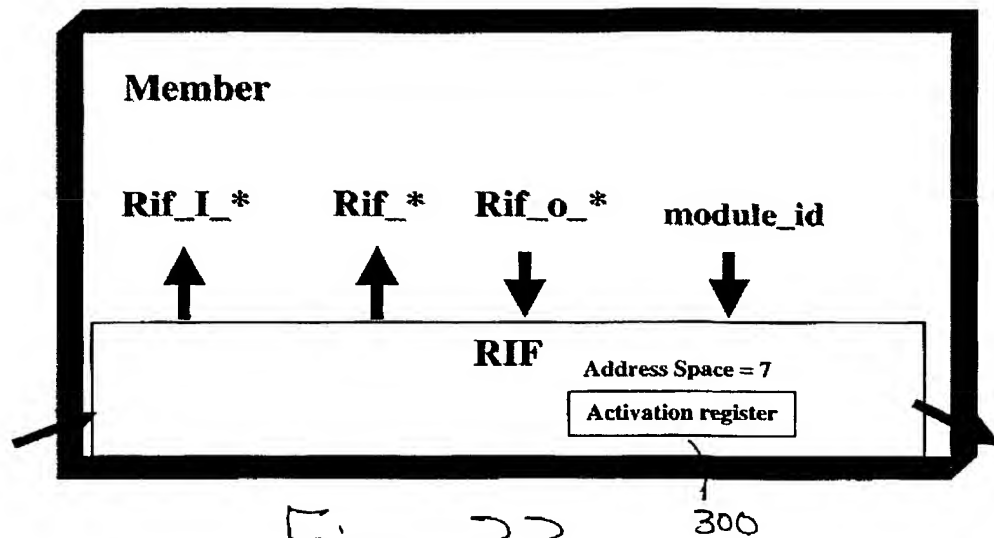 Member
Rif_I_* Rif_* Rif_o_* module_id
RIF
Address Space = 7
Activation register
300